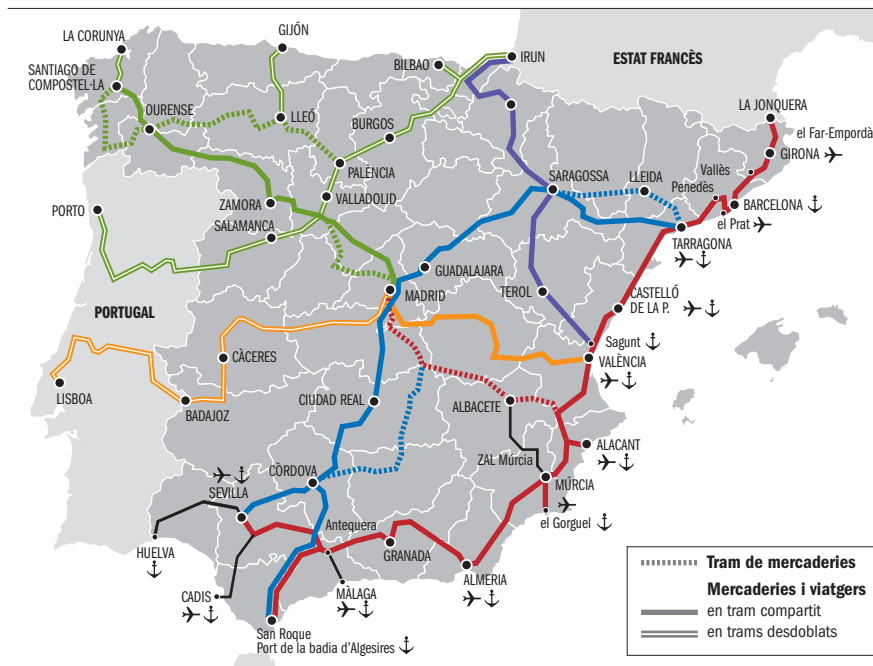 LA CORUNYA
GIJÓN
SANTIAGO DE
COMPOSTEL·LA
BILBAO
IRUN
ESTAT FRANCÈS
LA JONQUERA
OURENSE
LLEÓ
BURGOS
el Far-Empordà
GIRONA
PALÈNCIA
SARAGOSSA
LLEIDA
Vallès
Penedès
ZAMORA
VALLADOLID
BARCELONA
PORTO
SALAMANCA
el Prat
TARRAGONA
GUADALAJARA
MADRID
TEROL
CASTELLÓ
DE LA P.
PORTUGAL
Sagunt
CÀCERES
VALÈNCIA
LISBOA
BADAJOZ
CIUDAD REAL
ALBACETE
ALACANT
ZAL Múrcia
CÒRDOVA
MÚRCIA
SEVILLA
el Gorguel
Antequera
HUELVA
GRANADA
ALMERIA
CADIS
MÀLAGA
San Roque
Port de la badia d'Algesires
Tram de mercaderies
Mercaderies i viatgers
en tram compartit
en trams desdoblats